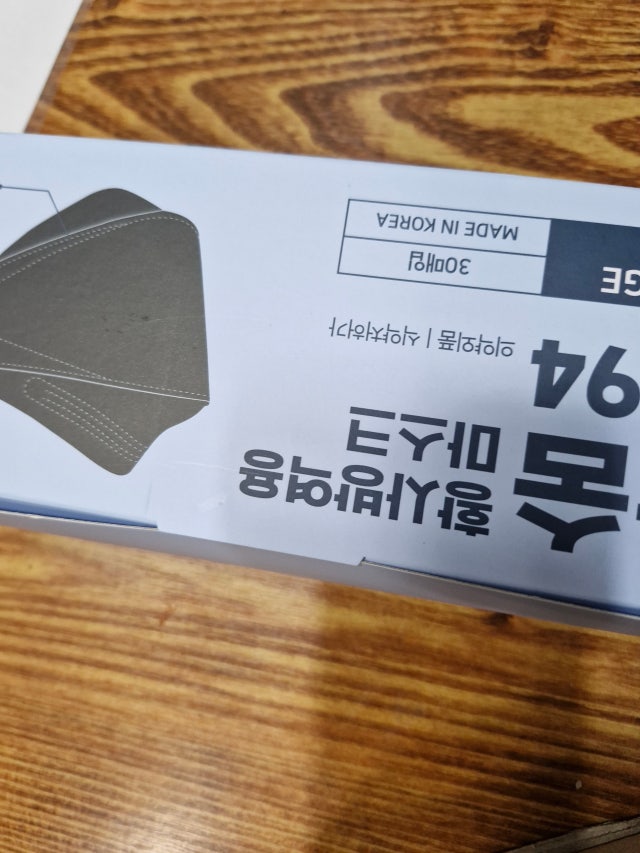 숨 황사방역용
마스크
94 의약외품 | 식약처허가
GE 30매입
MADE IN KOREA